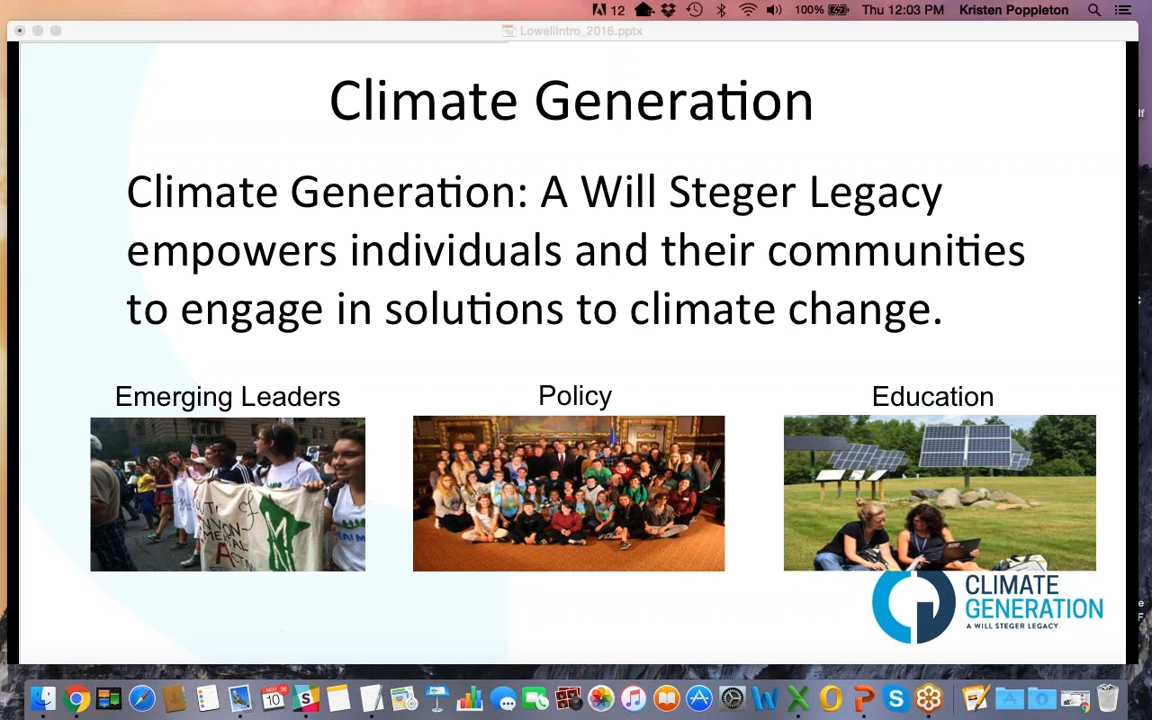 12
100%
Thu 12:03 PM
Kristen Poppleton
LowellIntro_2016.pptx
Climate Generation
Climate Generation: A Will Steger Legacy
empowers individuals and their communities
to engage in solutions to climate change.
Emerging Leaders
Policy
Education
CLIMATE
GENERATION
A WILL STEGER LEGACY
NOV
10